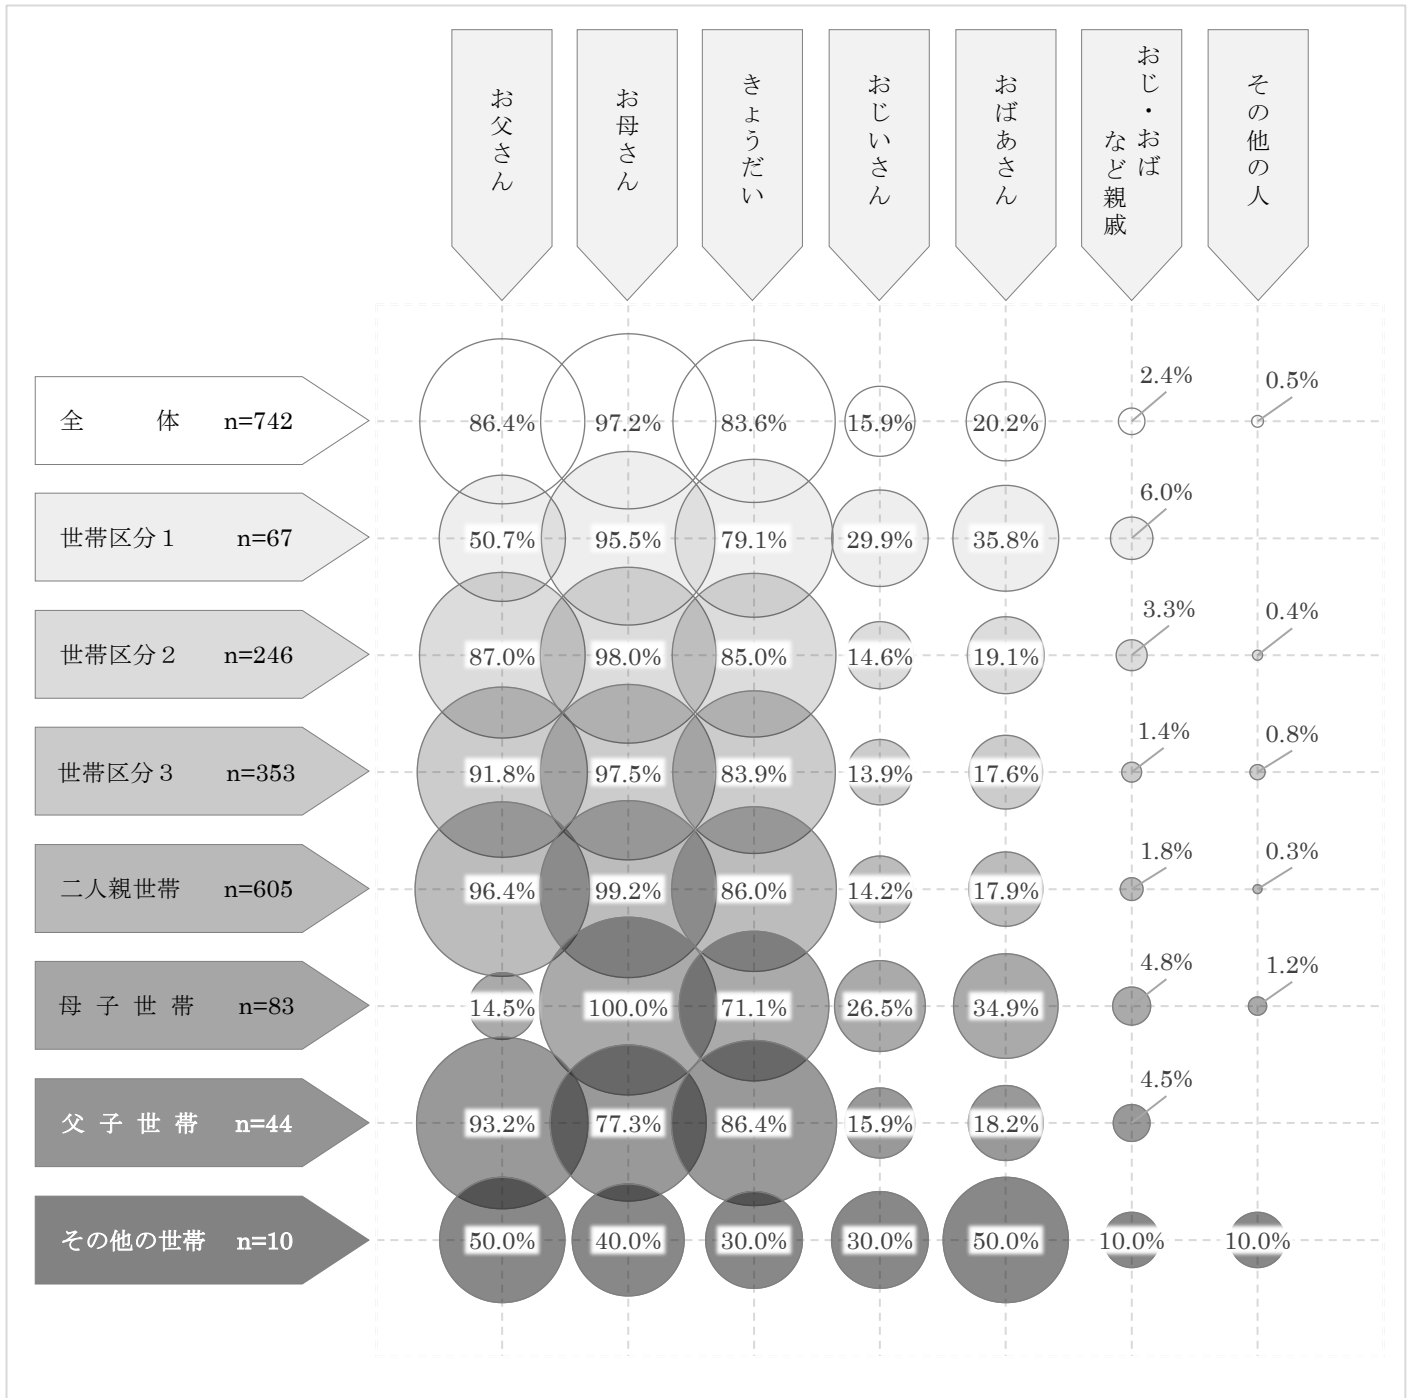 お父さん
お母さん
きょうだい
おじいさん
おばあさん
おじ・おば
など親戚
その他の人
全 体 n=742
86.4% 97.2% 83.6% 15.9% 20.2% 2.4% 0.5%
世帯区分1 n=67
50.7% 95.5% 79.1% 29.9% 35.8% 6.0%
世帯区分2 n=246
87.0% 98.0% 85.0% 14.6% 19.1% 3.3% 0.4%
世帯区分3 n=353
91.8% 97.5% 83.9% 13.9% 17.6% 1.4% 0.8%
二人親世帯 n=605
96.4% 99.2% 86.0% 14.2% 17.9% 1.8% 0.3%
母子世帯 n=83
14.5% 100.0% 71.1% 26.5% 34.9% 4.8% 1.2%
父子世帯 n=44
93.2% 77.3% 86.4% 15.9% 18.2% 4.5%
その他の世帯 n=10
50.0% 40.0% 30.0% 30.0% 50.0% 10.0% 10.0%